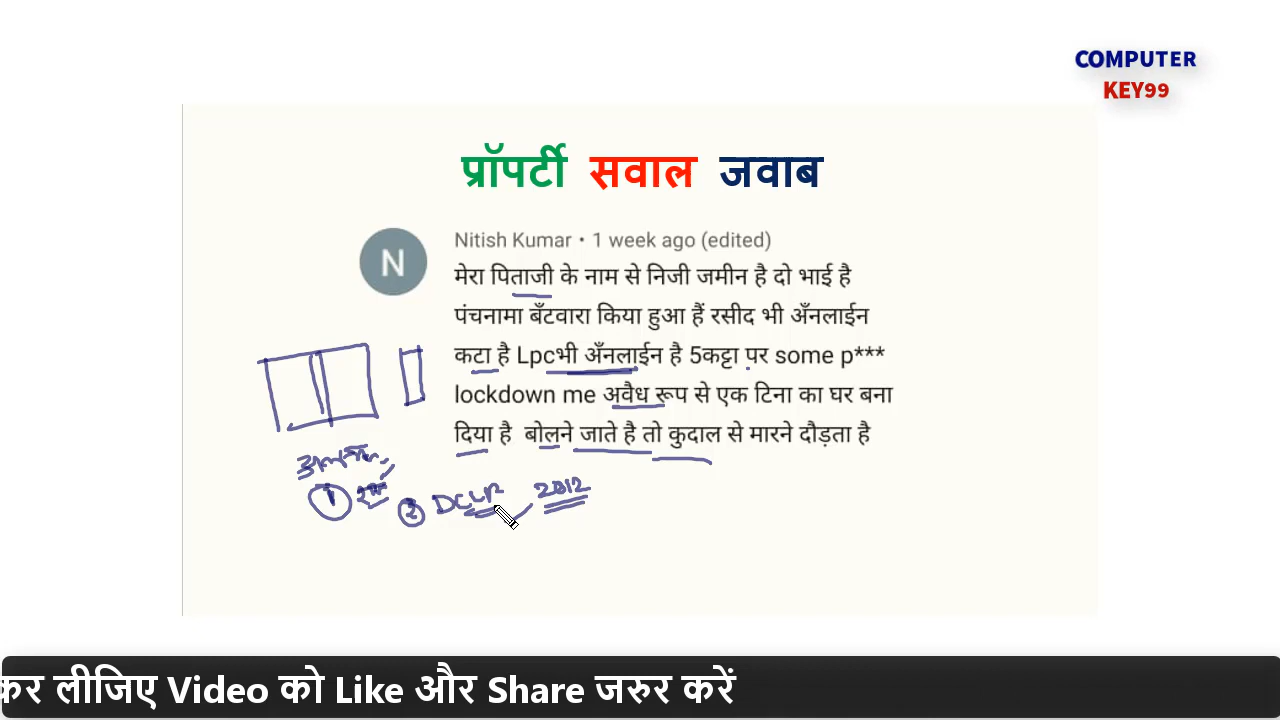 COMPUTER
KEY99
प्रॉपर्टी सवाल जवाब
N
Nitish Kumar • 1 week ago (edited)
मेरा पिताजी के नाम से निजी जमीन है दो भाई है
पंचनामा बँटवारा किया हुआ हैं रसीद भी अँनलाईन
कटा है Lpcभी अँनलाईन है 5कट्टा पर some p***
lockdown me अवैध रूप से एक टिना का घर बना
दिया है बोलने जाते है तो कुदाल से मारने दौड़ता है
1
2 DCLR 2012
कर लीजिए Video को Like और Share जरुर करें